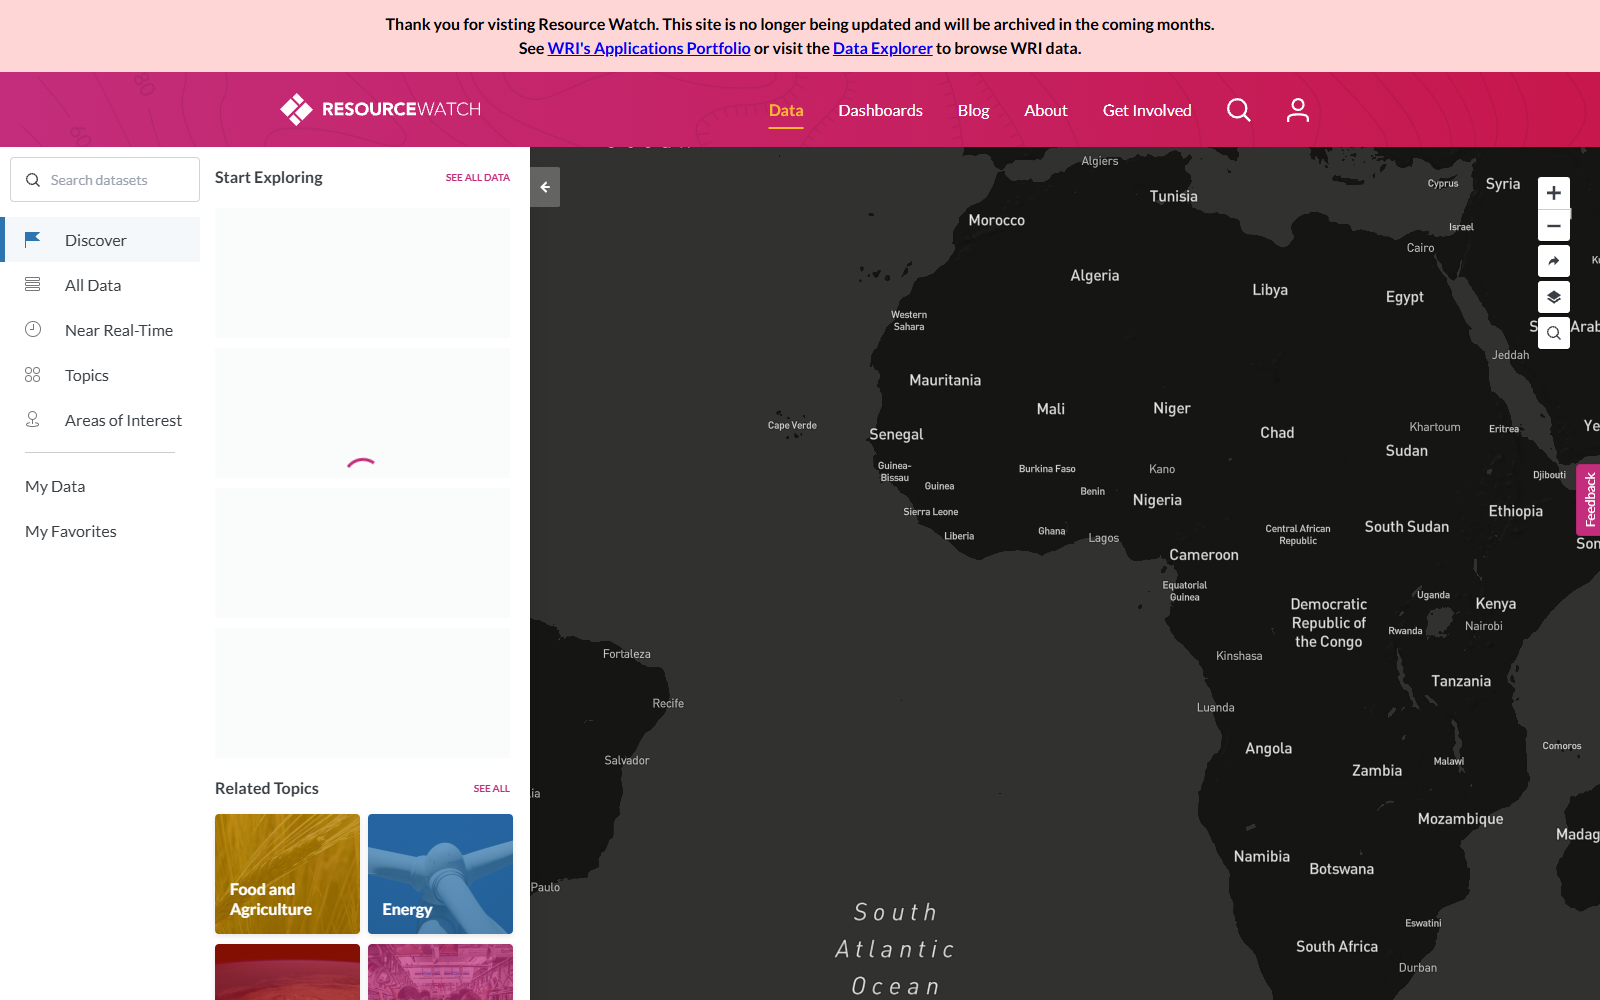 Thank you for visting Resource Watch. This site is no longer being updated and will be archived in the coming months.
See WRI's Applications Portfolio or visit the Data Explorer to browse WRI data.
RESOURCEWATCH
Data
Dashboards
Blog
About
Get Involved
Search datasets
Discover
All Data
Near Real-Time
Topics
Areas of Interest
My Data
My Favorites
Start Exploring
SEE ALL DATA
Related Topics
SEE ALL
Food and
Agriculture
Energy
Algiers
Tunisia
Cyprus
Syria
Morocco
Israel
Cairo
Algeria
Libya
Egypt
Western
Sahara
Jeddah
Mauritania
Mali
Niger
Cape Verde
Senegal
Chad
Khartoum
Eritrea
Ye
Sudan
Guinea-
Bissau
Burkina Faso
Kano
Djibouti
Guinea
Benin
Nigeria
Sierra Leone
Ethiopia
Feedback
Liberia
Ghana
Lagos
Central African
Republic
South Sudan
Son
Cameroon
Equatorial
Guinea
Uganda
Kenya
Democratic
Republic of
the Congo
Rwanda
Nairobi
Fortaleza
Kinshasa
Tanzania
Recife
Luanda
Angola
Comoros
Salvador
Zambia
Malawi
ia
Mozambique
Madag
Namibia
Botswana
Paulo
South
Atlantic
Ocean
Eswatini
South Africa
Durban